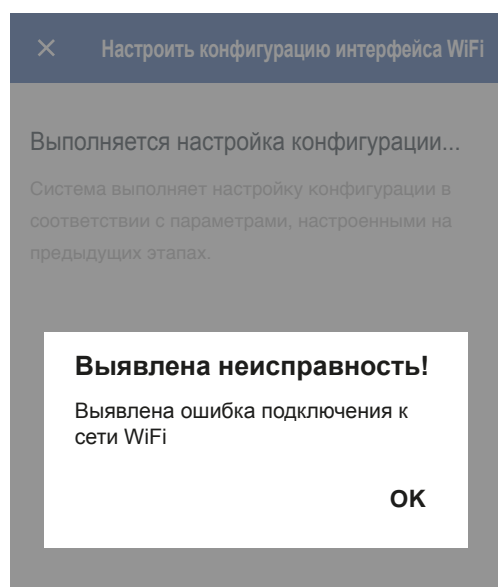 × Настроить конфигурацию интерфейса WiFi
Выполняется настройка конфигурации...
Система выполняет настройку конфигурации в
соответствии с параметрами, настроенными на
предыдущих этапах.
Выявлена неисправность!
Выявлена ошибка подключения к
сети WiFi
OK